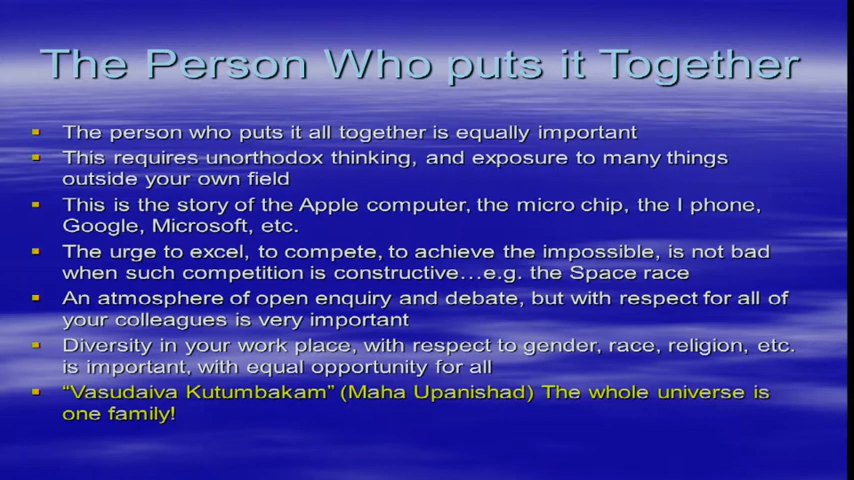 The Person Who puts it Together
The person who puts it all together is equally important
This requires unorthodox thinking, and exposure to many things
outside your own field
This is the story of the Apple computer, the micro chip, the I phone,
Google, Microsoft, etc.
The urge to excel, to compete, to achieve the impossible, is not bad
when such competition is constructive…e.g. the Space race
An atmosphere of open enquiry and debate, but with respect for all of
your colleagues is very important
Diversity in your work place, with respect to gender, race, religion, etc.
is important, with equal opportunity for all
“Vasudaiva Kutumbakam” (Maha Upanishad) The whole universe is
one family!